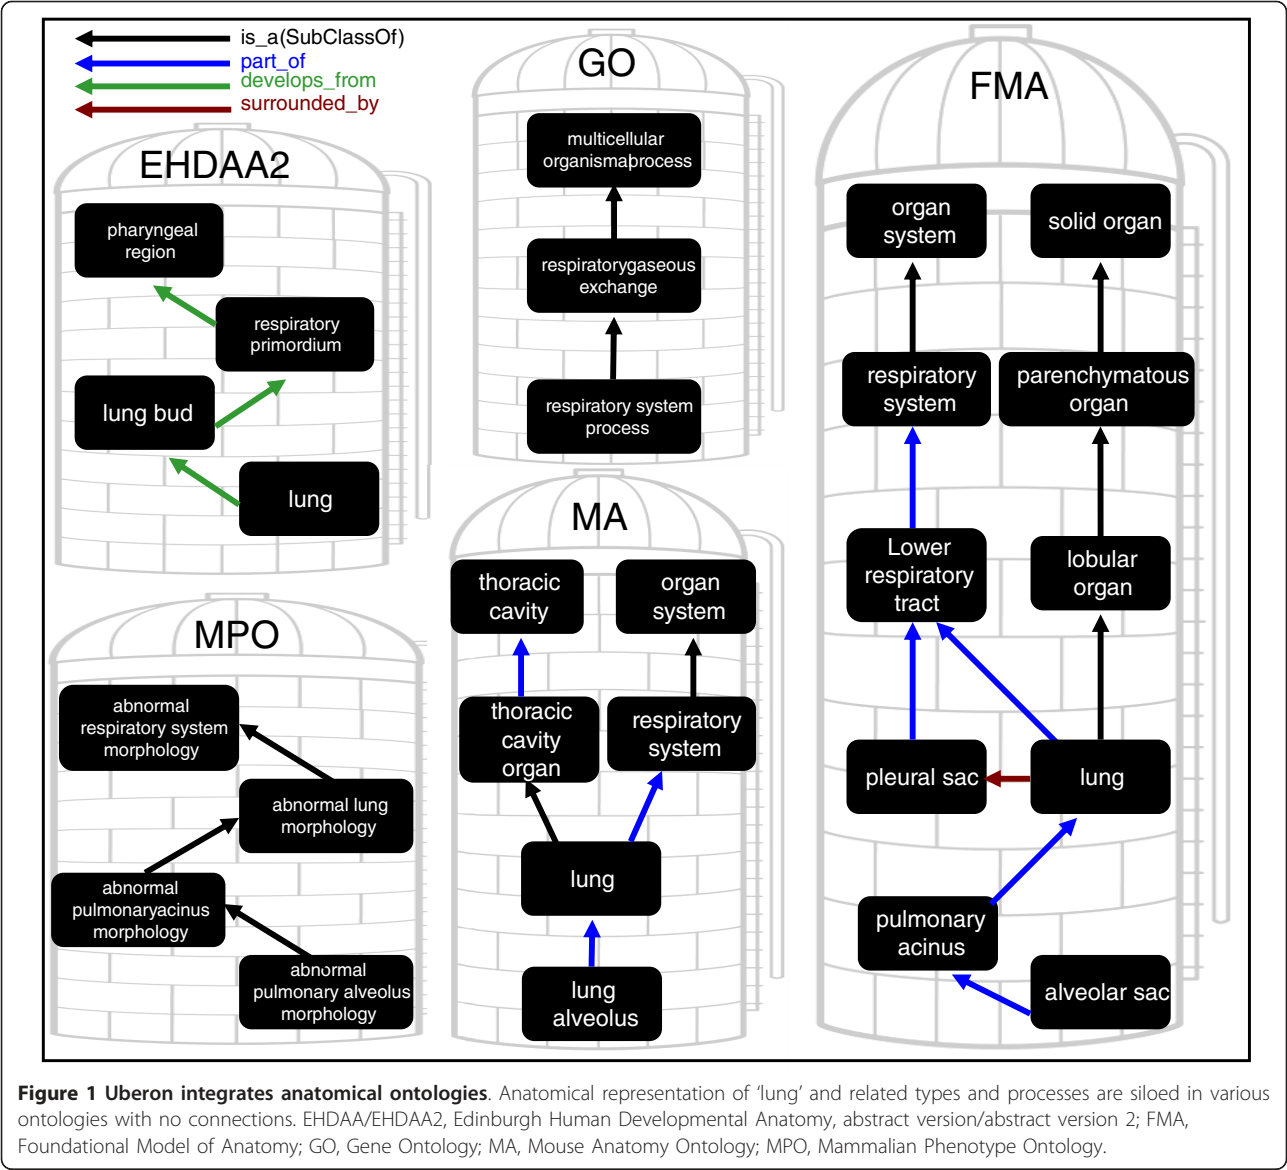 is_a(SubClassOf)
part_of
develops_from
surrounded_by
EHDAA2
pharyngeal
region
respiratory
primordium
lung bud
lung
GO
multicellular
organismalprocess
respiratorygaseous
exchange
respiratory system
process
FMA
organ
system
solid organ
respiratory
system
parenchymatous
organ
Lower
respiratory
tract
lobular
organ
pleural sac
lung
pulmonary
acinus
alveolar sac
MPO
abnormal
respiratory system
morphology
abnormal lung
morphology
abnormal
pulmonaryacinus
morphology
abnormal
pulmonary alveolus
morphology
MA
thoracic
cavity
organ
system
thoracic
cavity
organ
respiratory
system
lung
lung
alveolus
Figure 1 Uberon integrates anatomical ontologies. Anatomical representation of ‘lung’ and related types and processes are siloed in various
ontologies with no connections. EHDAA/EHDAA2, Edinburgh Human Developmental Anatomy, abstract version/abstract version 2; FMA,
Foundational Model of Anatomy; GO, Gene Ontology; MA, Mouse Anatomy Ontology; MPO, Mammalian Phenotype Ontology.